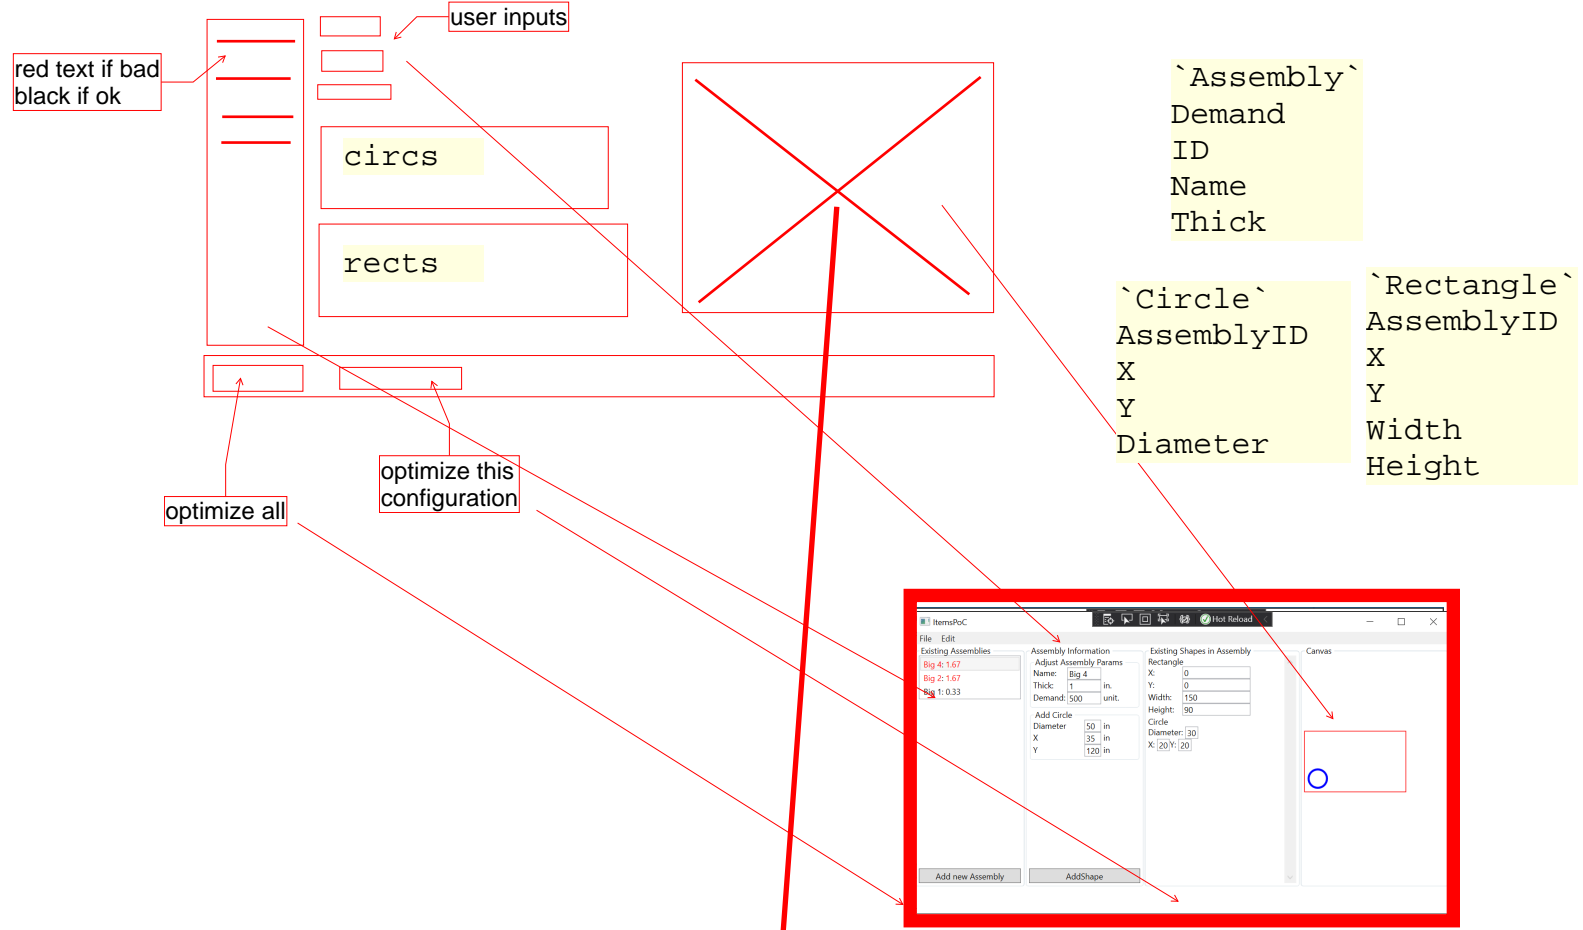 user inputs
red text if bad
black if ok
circs
rects
optimize this
configuration
optimize all
`Assembly`
Demand
ID
Name
Thick
`Circle`
AssemblyID
X
Y
Diameter
`Rectangle`
AssemblyID
X
Y
Width
Height
ItemsPoC
Hot Reload
File Edit
Existing Assemblies
Big 4: 1.67
Big 2: 1.67
Big 1: 0.33
Add new Assembly
Assembly Information
Adjust Assembly Params
Name: Big 4
Thick: 1 in.
Demand: 500 unit.
Add Circle
Diameter 50 in
X 35 in
Y 120 in
AddShape
Existing Shapes in Assembly
Rectangle
X: 0
Y: 0
Width: 150
Height: 90
Circle
Diameter: 30
X: 20 Y: 20
Canvas